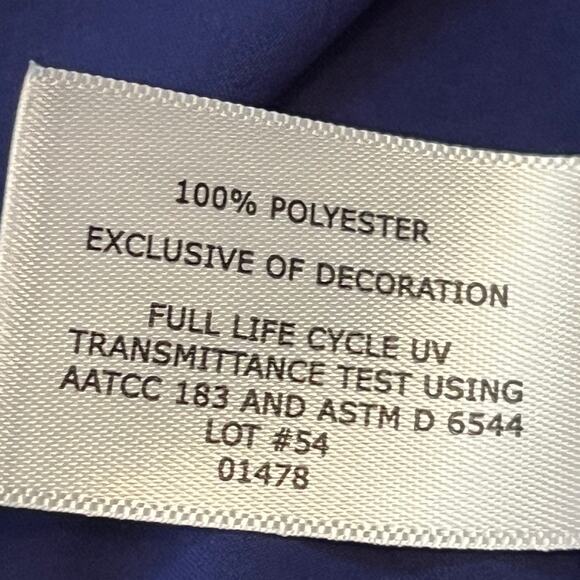 100% POLYESTER
EXCLUSIVE OF DECORATION
FULL LIFE CYCLE UV
TRANSMITTANCE TEST USING
AATCC 183 AND ASTM D 6544
LOT #54
01478